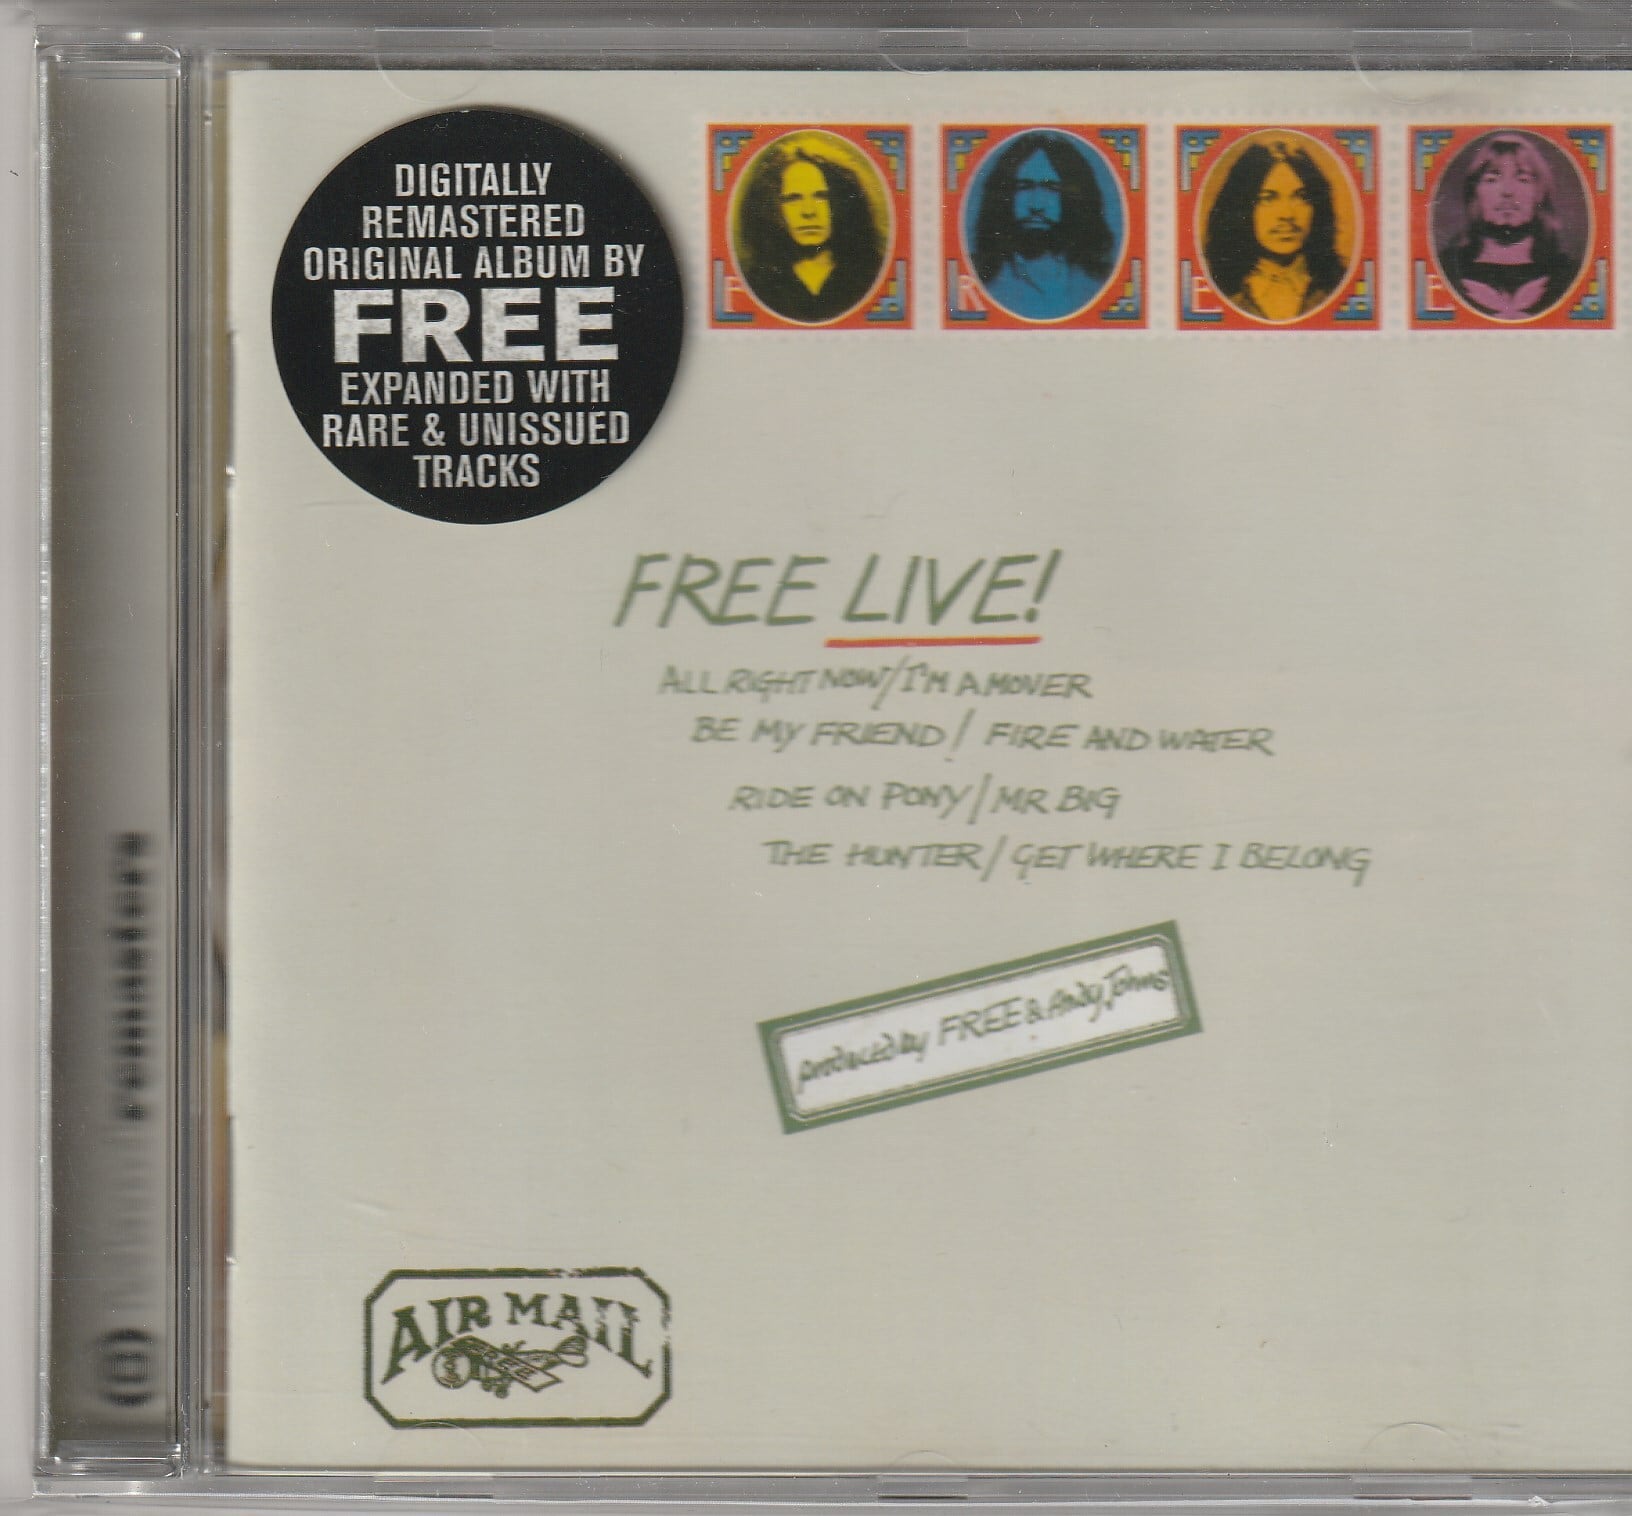 DIGITALLY
REMASTERED
ORIGINAL ALBUM BY
FREE
EXPANDED WITH
RARE & UNISSUED
TRACKS
F R E E
FREE LIVE!
ALL RIGHT NOW/I'M A MOVER
BE MY FRIEND/ FIRE AND WATER
RIDE ON PONY/MR BIG
THE HUNTER/GET WHERE I BELONG
produced by FREE & Andy Johns
AIR MAIL
FREE
remasters